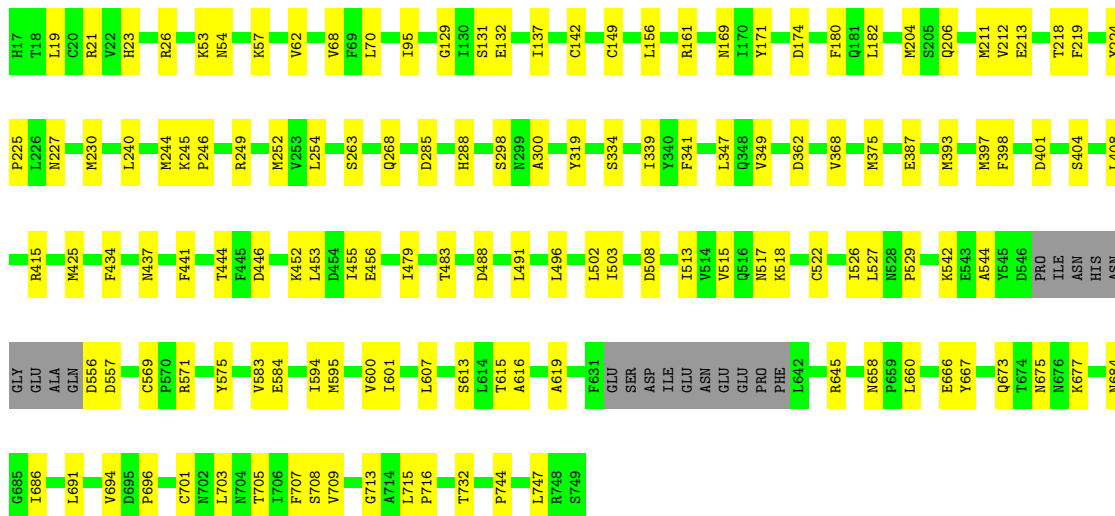 H17 T18 L19 C20 R21 V22 H23 R26 K53 N54 K57 V62 V68 F69 L70 I95 G129 I130 S131 E132 I137 C142 C149 L156 R161 N169 I170 Y171 D174 F180 Q181 L182 M204 S205 Q206 M211 V212 E213 T218 F219
P225 L226 N227 M230 L240 M244 K245 P246 R249 M252 V253 L254 S263 Q268 D285 H288 S298 N299 A300 Y319 S334 I339 Y340 F341 L347 Q348 V349 D362 V368 M375 E387 M393 M397 F398 D401 S404 L408
R415 M425 F434 N437 F441 T444 F445 D446 K452 L453 D454 I455 E456 I479 T483 D488 L491 L496 L502 I503 D508 I513 V514 V515 Q516 N517 K518 C522 I526 L527 N528 P529 K542 E543 A544 Y545 D546 PRO ILE ASN HIS ASN
GLY GLU ALA GLN D556 D557 C569 P570 R571 Y575 V583 E584 I594 M595 V600 I601 L607 S613 L614 T615 A616 A619 F631 GLU SER ASP ILE GLU ASN GLU GLU PRO PHE L642 R645 N658 P659 L660 E666 Y667 Q673 T674 N675 N676 K677 N684
G685 I686 L691 V694 D695 P696 C701 N702 L703 N704 T705 L706 F707 S708 V709 G713 A714 L715 P716 T732 P744 L747 R748 S749